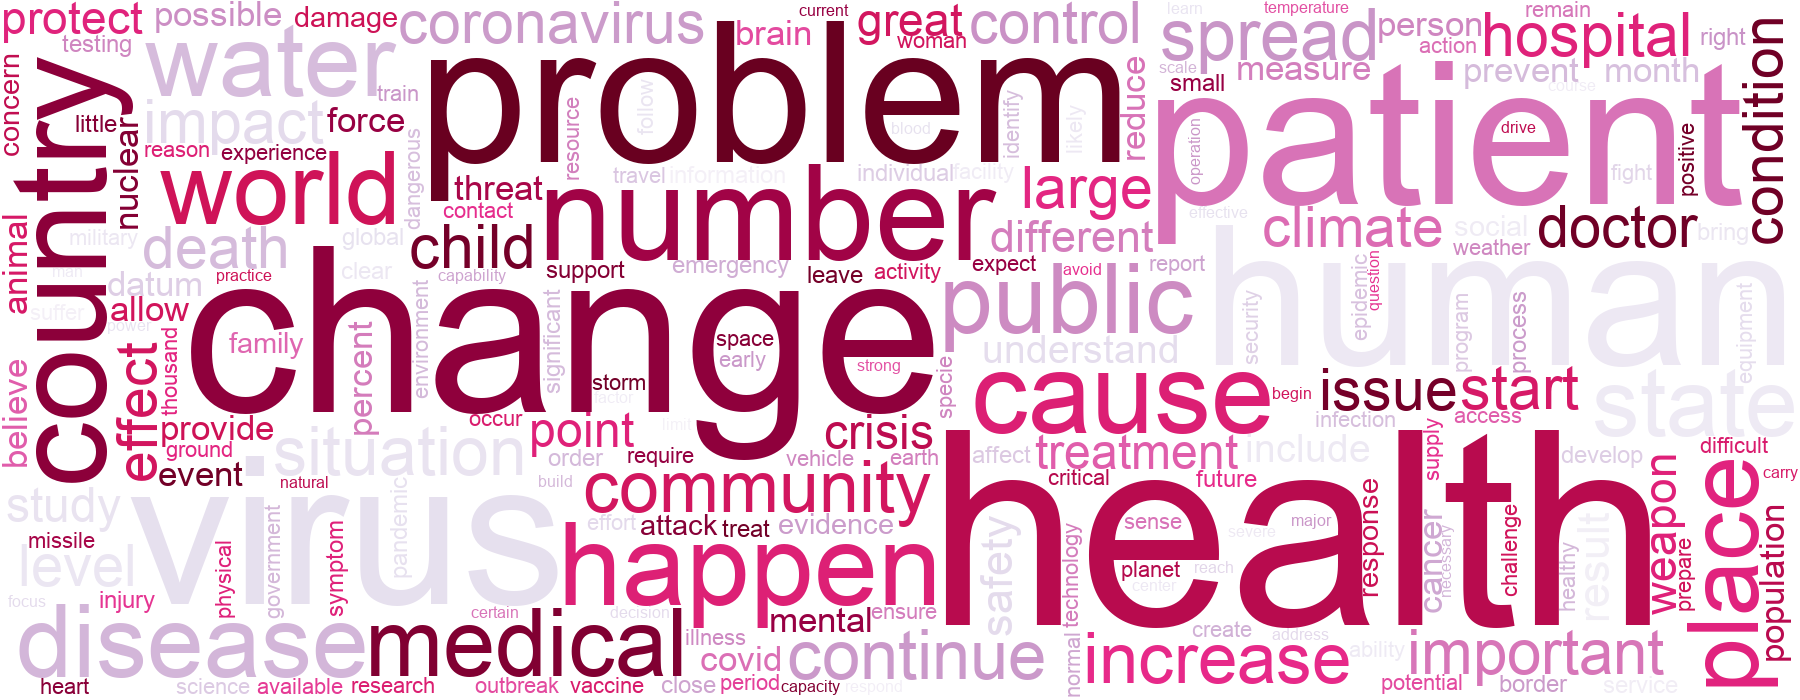 protect
possible
damage
current
coronavirus
great
control
learn
temperature
remain
hospital
right
testing
water
brain
woman
spread
person
action
concern
country
problem
train
impact
force
little
nuclear
reason
experience
dangerous
resource
follow
blood
identify
likely
reduce
scale
small
measure
prevent
month
course
condition
patient
operation
drive
fight
positive
world
threat
contact
travel
information
individual
facility
number
large
different
effective
climate
social
weather
doctor
bring
animal
military
death
global
child
man
datum
practice
clear
capability
support
emergency
leave
activity
expect
avoid
report
suffer
power
allow
change
environment
significant
public
human
security
epidemic
question
program
process
equipment
family
percent
space
early
storm
strong
factor
specie
understand
believe
effect
thousand
cause
begin
issue
start
state
provide
ground
occur
point
limit
crisis
infection
access
supply
situation
order
require
vehicle
earth
affect
treatment
include
develop
difficult
event
natural
build
community
critical
future
weapon
place
carry
study
virus
pandemic
effort
attack
treat
evidence
health
sense
severe
major
response
cancer
necessary
challenge
healthy
result
prepare
population
missile
level
physical
government
symptom
happen
safety
technology
planet
reach
center
focus
injury
certain
decision
mental
ensure
disease
medical
illness
covid
continue
normal
create
address
increase
ability
important
heart
science
available
research
outbreak
vaccine
close
period
capacity
respond
potential
border
service